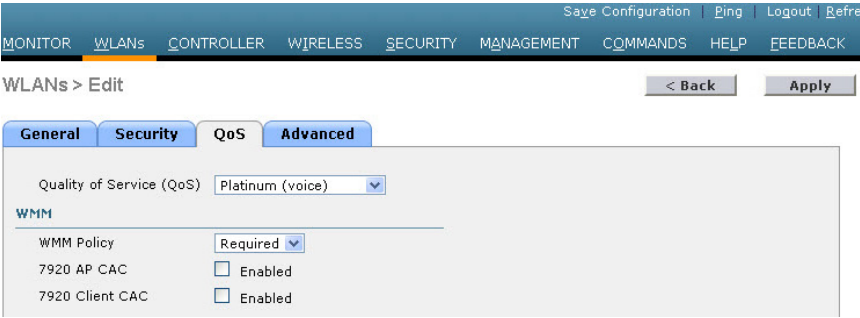 Save Configuration | Ping | Logout | Refre
MONITOR WLANs CONTROLLER WIRELESS SECURITY MANAGEMENT COMMANDS HELP FEEDBACK
WLANs > Edit < Back Apply
General Security QoS Advanced
Quality of Service (QoS) Platinum (voice)
WMM
WMM Policy Required
7920 AP CAC Enabled
7920 Client CAC Enabled